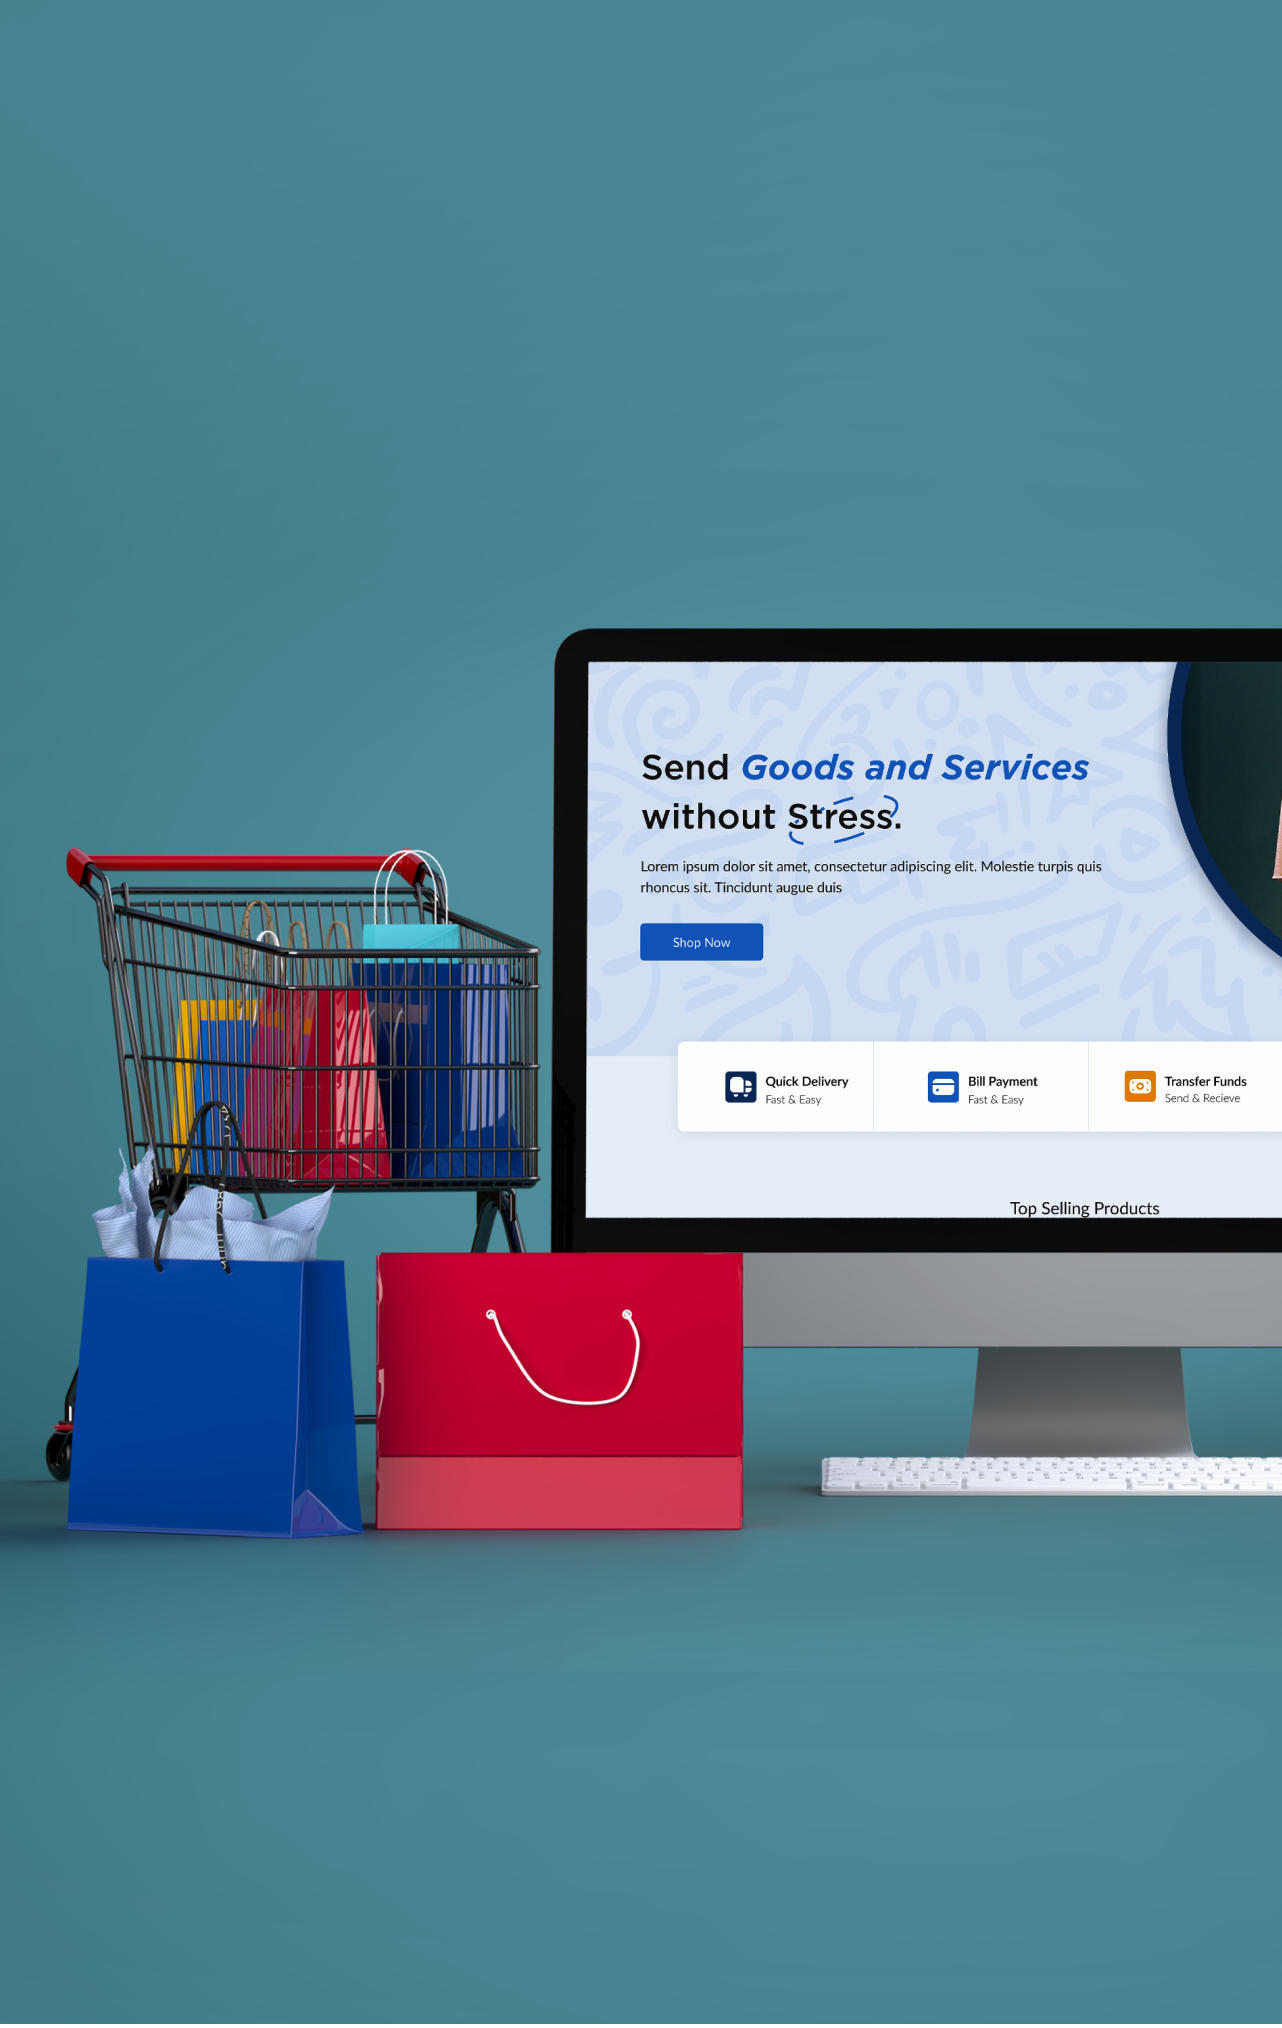 Send Goods and Services
without Stress.
Lorem ipsum dolor sit amet, consectetur adipiscing elit. Molestie turpis quis
rhoncus sit. Tincidunt augue duis
Shop Now
Quick Delivery
Fast & Easy
Bill Payment
Fast & Easy
Transfer Funds
Send & Recieve
Top Selling Products